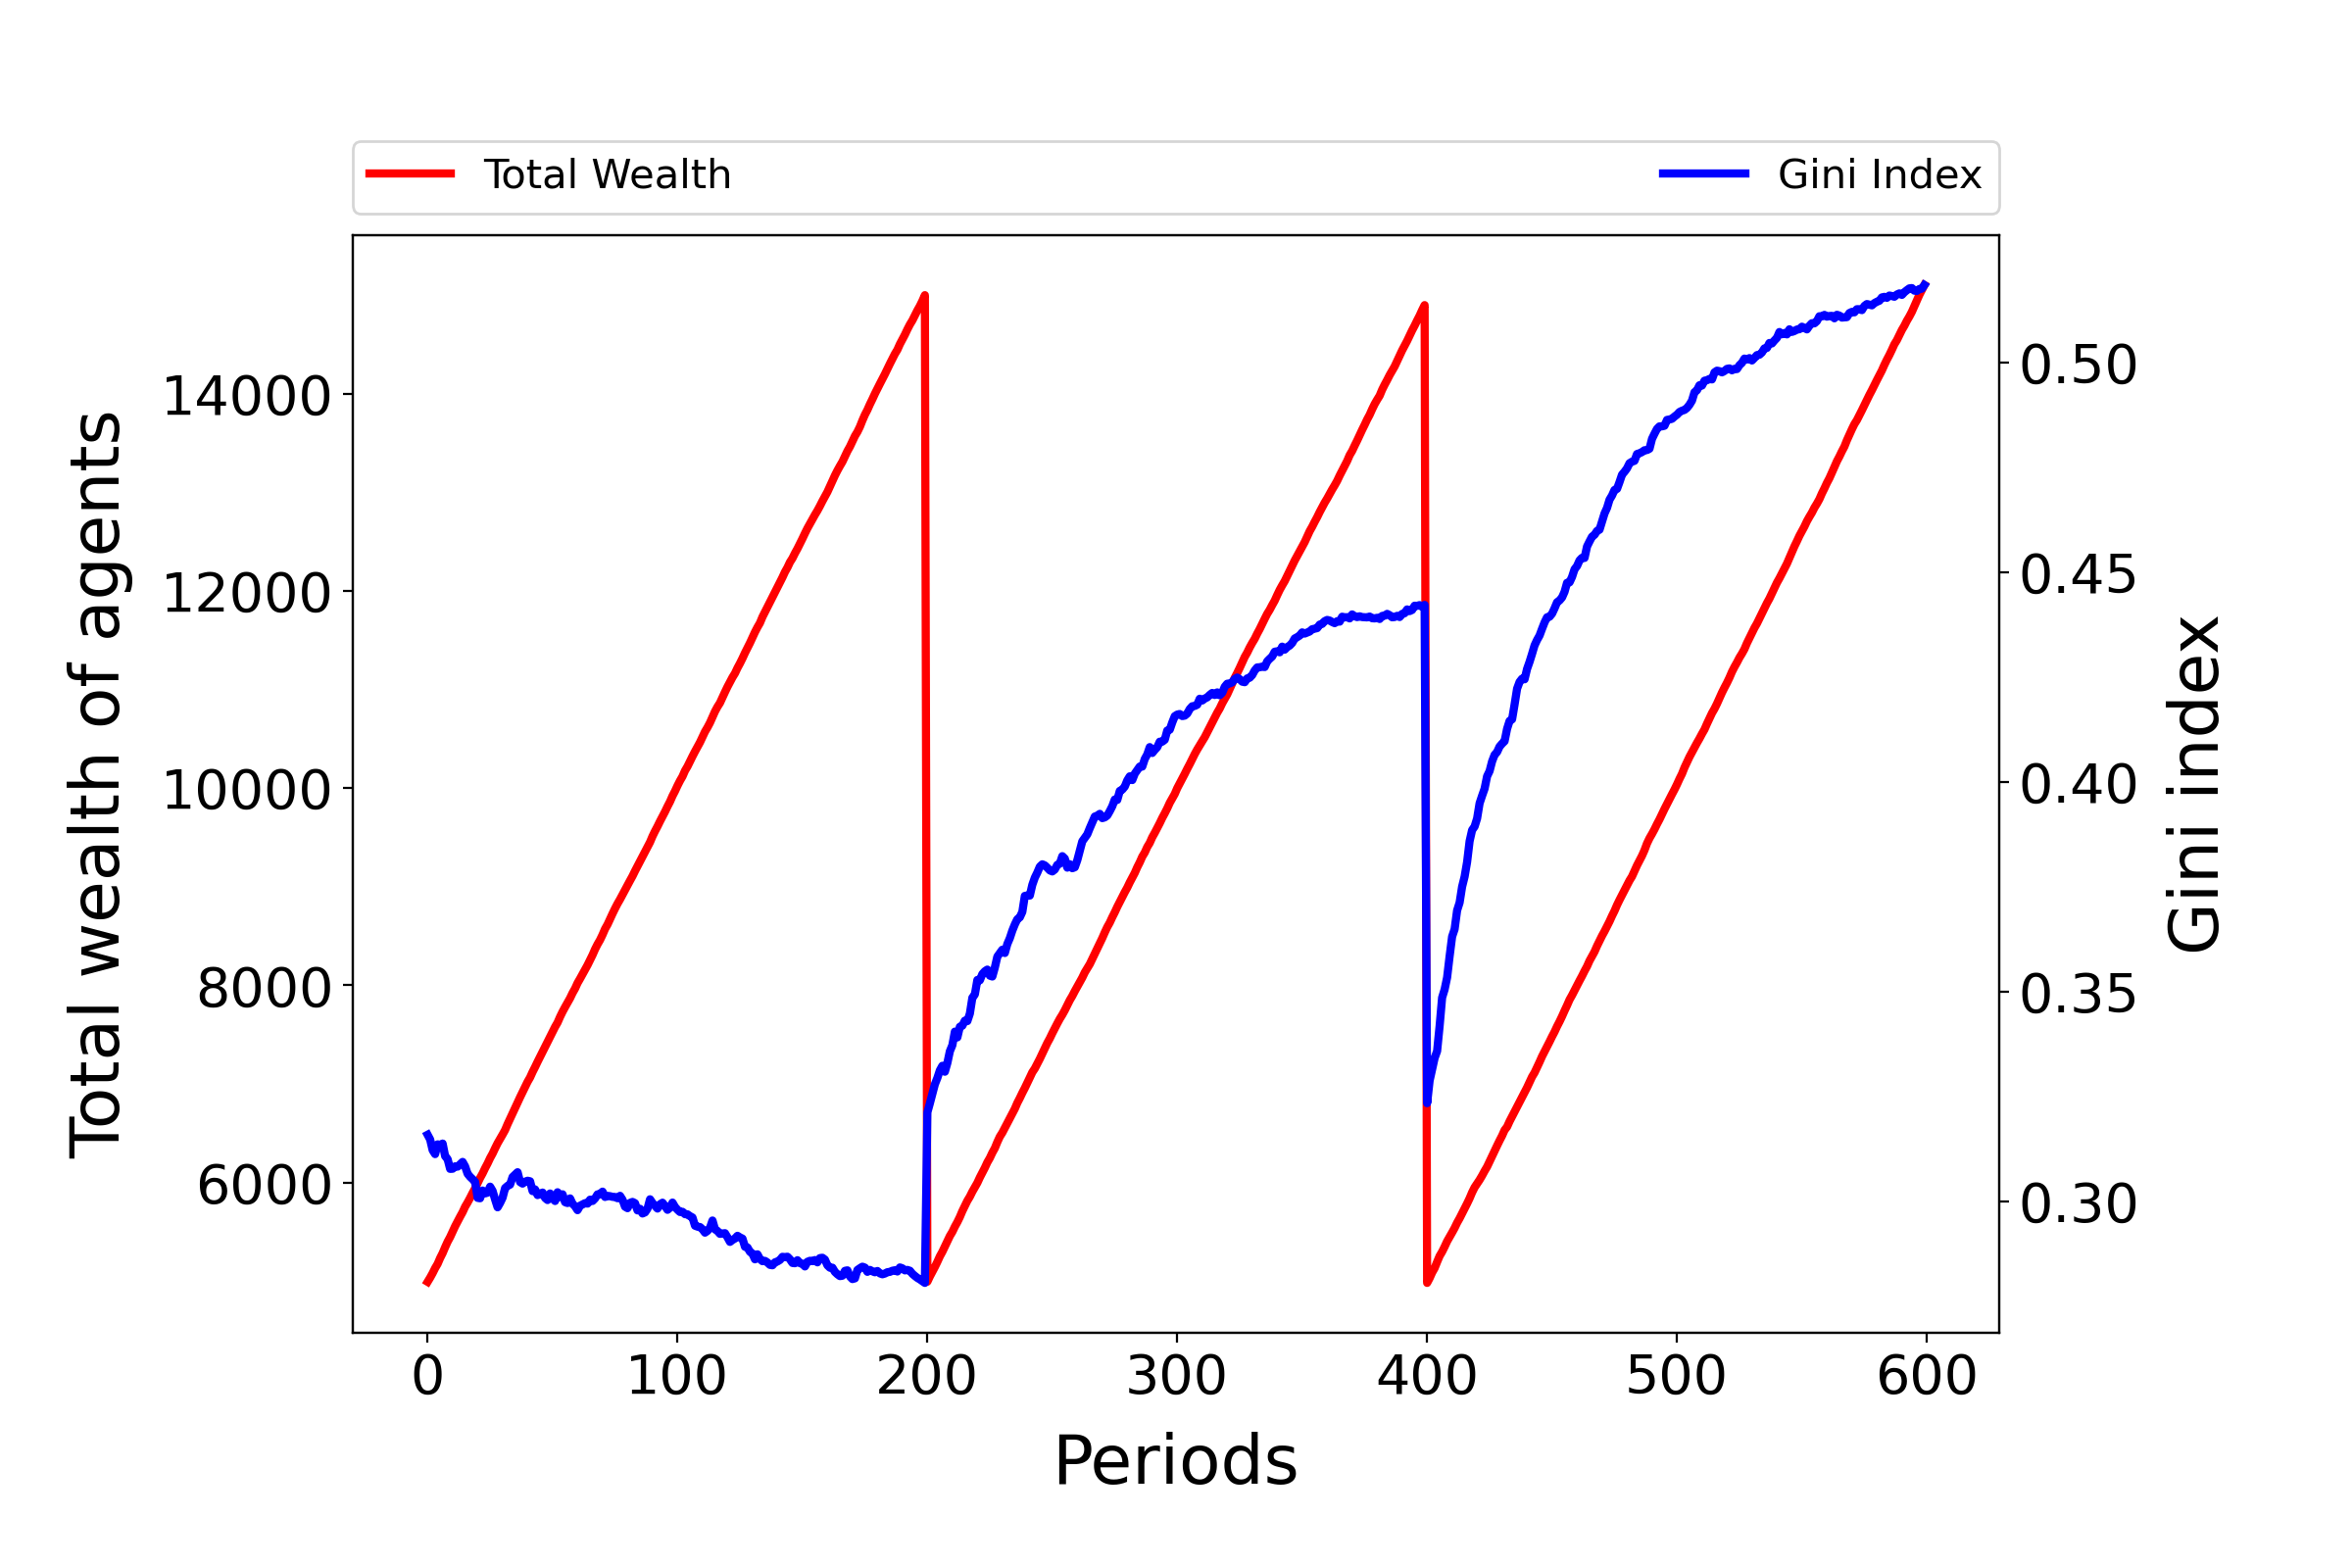 Total Wealth
Gini Index
Total wealth of agents
14000
12000
10000
8000
6000
0.50
0.45
0.40
0.35
0.30
Gini index
0 100 200 300 400 500 600
Periods